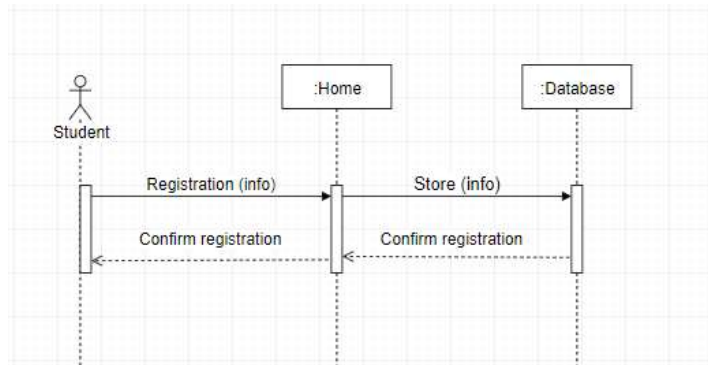 :Home
:Database
Student
Registration (info)
Store (info)
Confirm registration
Confirm registration